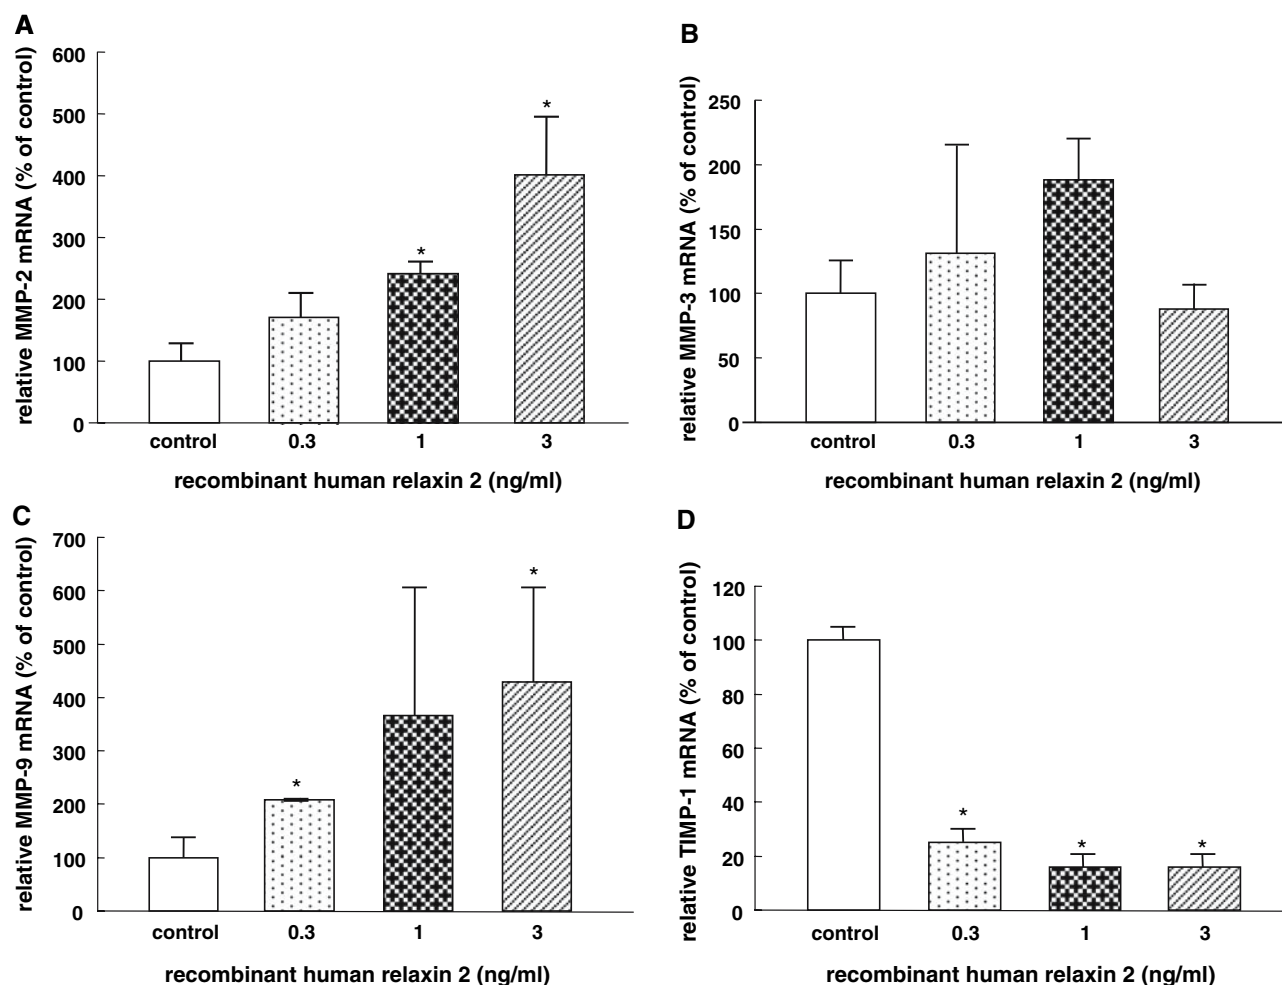 A
relative MMP-2 mRNA (% of control)
600
500
400
300
200
100
0
*
*
control 0.3 1 3
recombinant human relaxin 2 (ng/ml)
B
relative MMP-3 mRNA (% of control)
250
200
150
100
50
0
control 0.3 1 3
recombinant human relaxin 2 (ng/ml)
C
relative MMP-9 mRNA (% of control)
700
600
500
400
300
200
100
0
*
*
control 0.3 1 3
recombinant human relaxin 2 (ng/ml)
D
relative TIMP-1 mRNA (% of control)
120
100
80
60
40
20
0
* * *
control 0.3 1 3
recombinant human relaxin 2 (ng/ml)